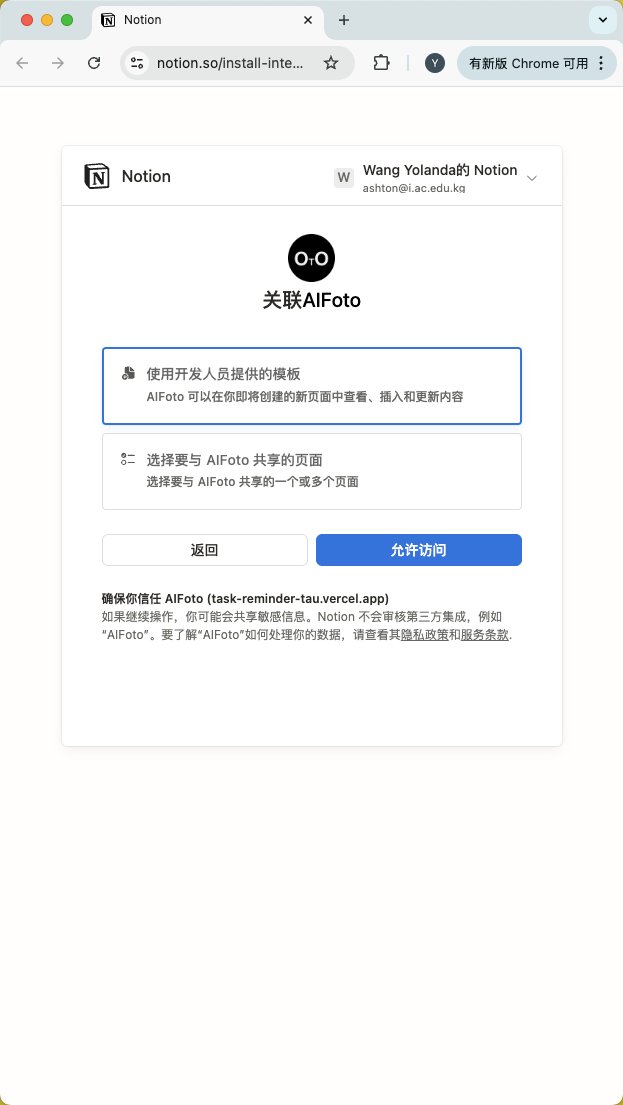 Notion
notion.so/install-inte...
Y
有新版 Chrome 可用
Notion
W
Wang Yolanda的 Notion
ashton@i.ac.edu.kg
OTO
关联AIFoto
使用开发人员提供的模板
AIFoto 可以在你即将创建的新页面中查看、插入和更新内容
选择要与 AIFoto 共享的页面
选择要与 AIFoto 共享的一个或多个页面
返回
允许访问
确保你信任 AIFoto (task-reminder-tau.vercel.app)
如果继续操作，你可能会共享敏感信息。Notion 不会审核第三方集成，例如
“AIFoto”。要了解“AIFoto”如何处理你的数据，请查看其隐私政策和服务条款.